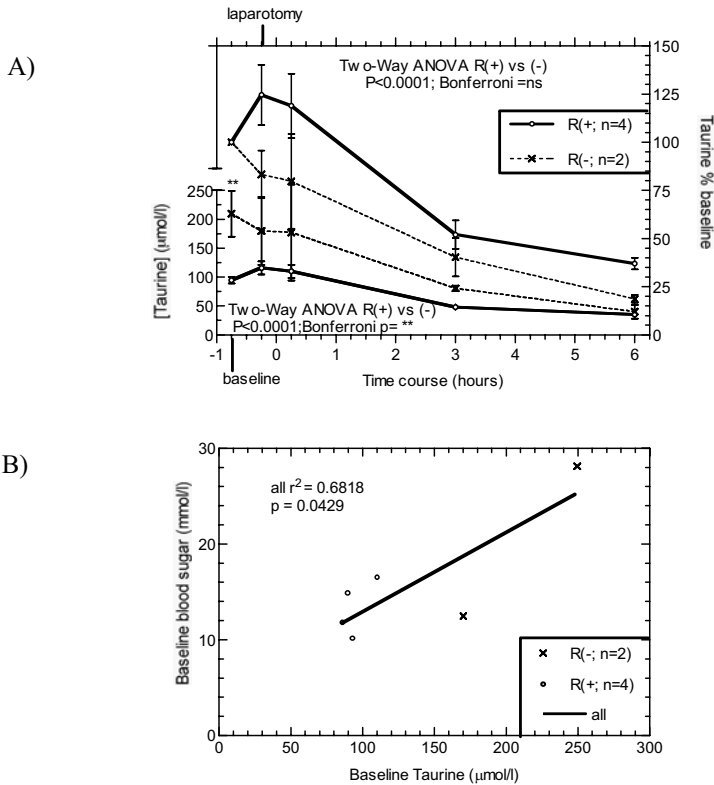 laparotomy
A)
Two-Way ANOVA R(+) vs (-)
P<0.0001; Bonferroni =ns
R(+; n=4)
R(-; n=2)
150
125
100
75
50
25
0
Taurine % baseline
**
250
200
150
100
50
0
[Taurine] (μmol/l)
Two-Way ANOVA R(+) vs (-)
P<0.0001;Bonferroni p= **
-1 0 1 2 3 4 5 6
baseline
Time course (hours)
B)
30
20
10
0
Baseline blood sugar (mmol/l)
all r² = 0.6818
p = 0.0429
R(-; n=2)
R(+; n=4)
all
0 50 100 150 200 250 300
Baseline Taurine (μmol/l)